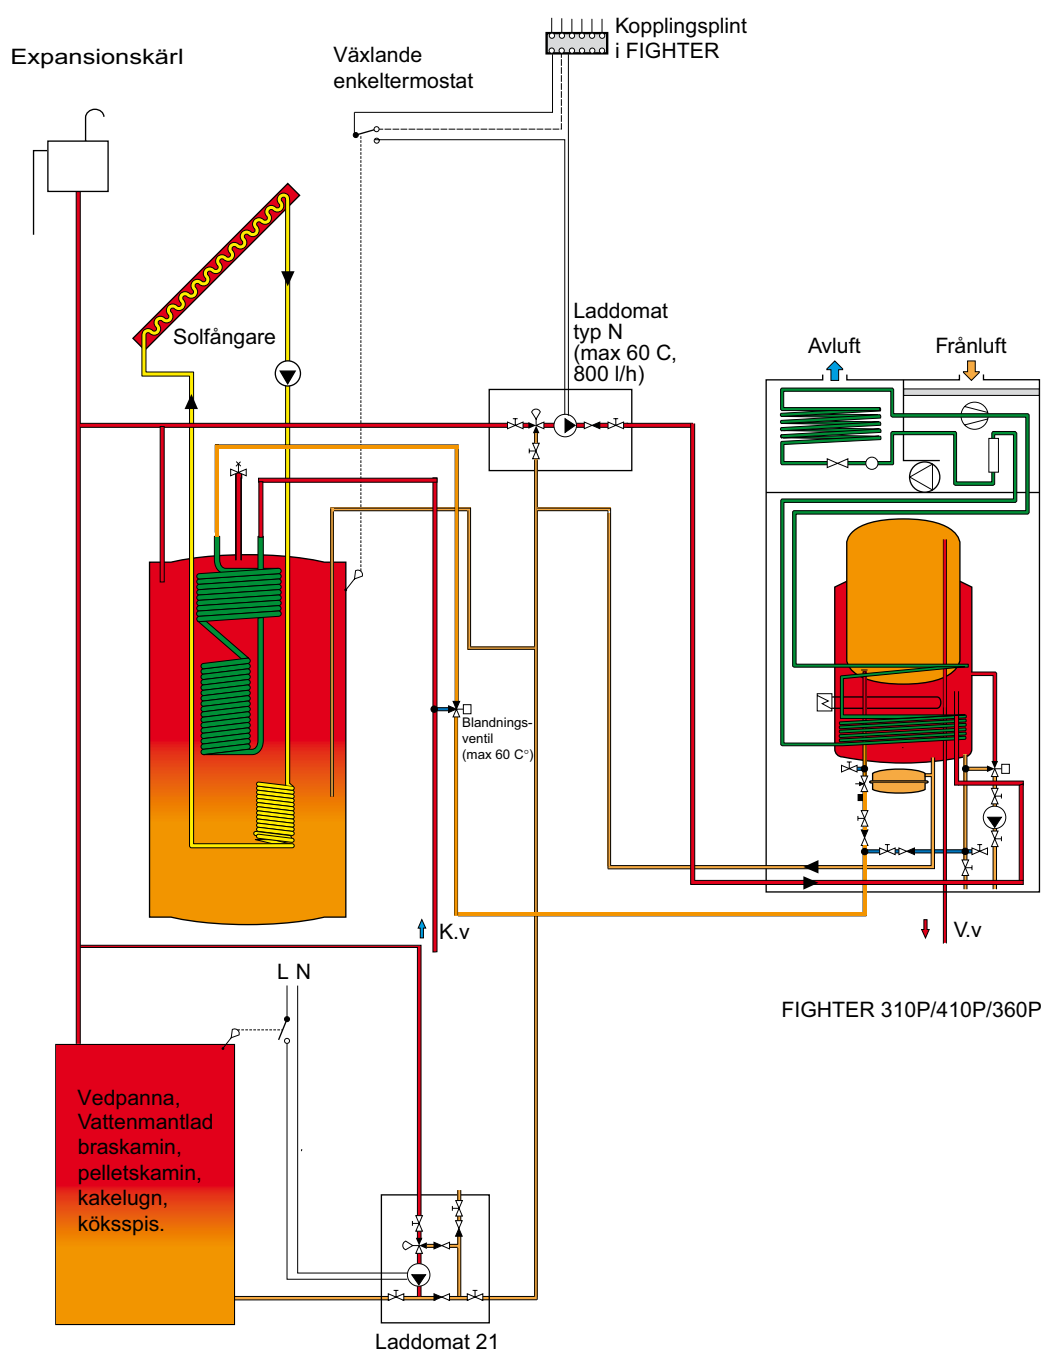 Expansionskärl
Växlande
enkeltermostat
Kopplingsplint
i FIGHTER
Solfångare
Laddomat
typ N
(max 60 C,
800 l/h)
Avluft
Frånluft
Blandnings-
ventil
(max 60 C°)
K.v
V.v
L N
FIGHTER 310P/410P/360P
Vedpanna,
Vattenmantlad
braskamin,
pelletskamin,
kakelugn,
köksspis.
Laddomat 21